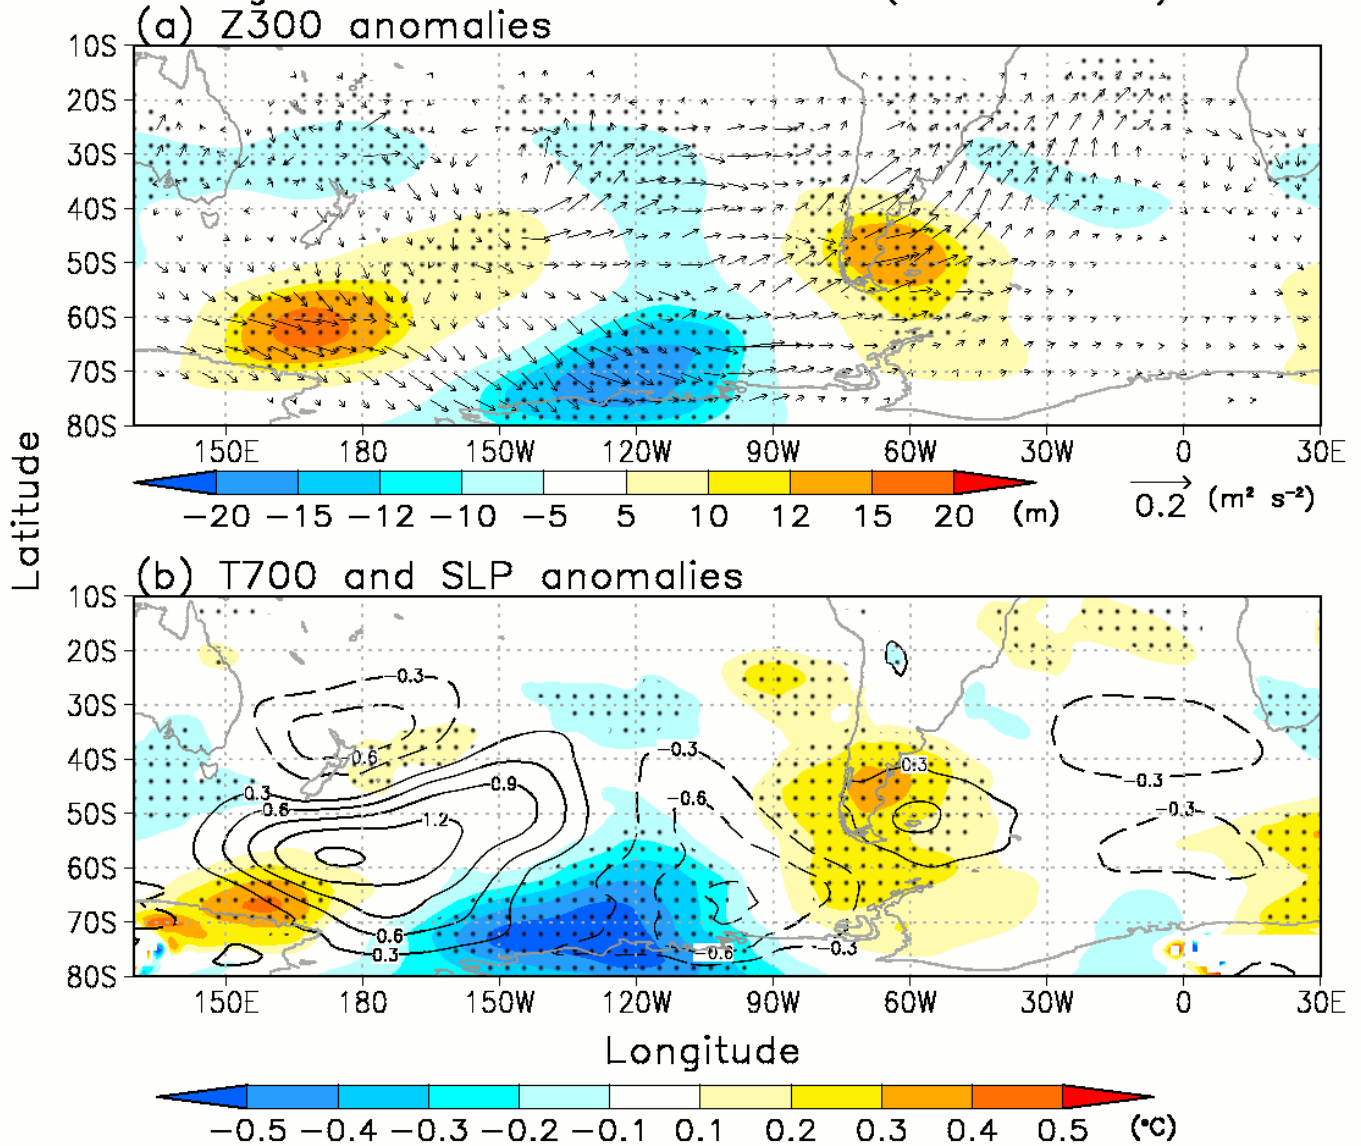 (a) Z300 anomalies
10S
20S
30S
40S
50S
60S
70S
80S
150E 180 150W 120W 90W 60W 30W 0 30E
−20 −15 −12 −10 −5 5 10 12 15 20 (m)
0.2 (m² s⁻²)
Latitude
(b) T700 and SLP anomalies
10S
20S
30S
40S
50S
60S
70S
80S
−0.3
0.6
−0.3
0.3
0.3
0.9
−0.6
−0.3
0.6
1.2
−0.3
0.6
0.3
−0.6
−0.3
150E 180 150W 120W 90W 60W 30W 0 30E
Longitude
−0.5 −0.4 −0.3 −0.2 −0.1 0.1 0.2 0.3 0.4 0.5 (°C)